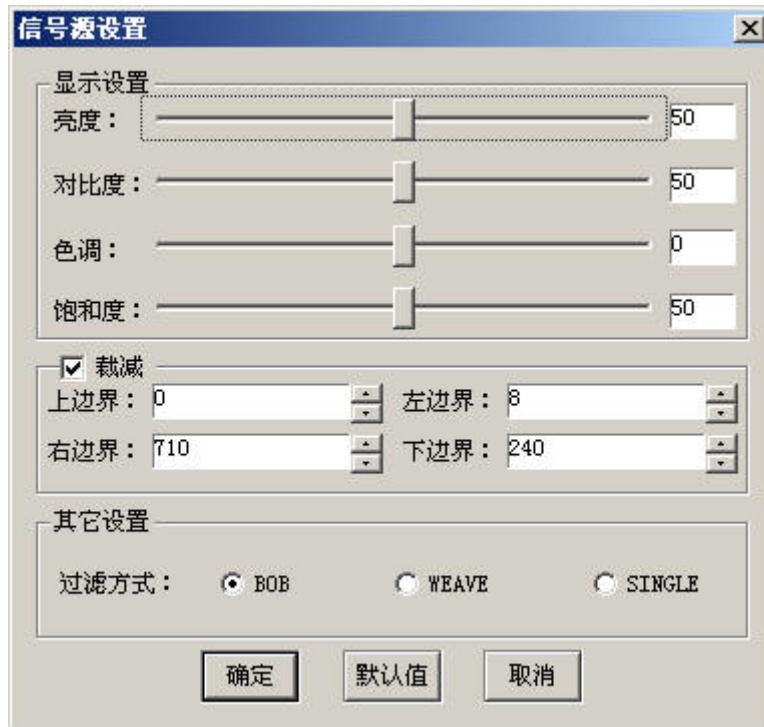 信号源设置
显示设置
亮度： 50
对比度： 50
色调： 0
饱和度： 50
裁减
上边界： 0 左边界： 8
右边界： 710 下边界： 240
其它设置
过滤方式： BOB WEAVE SINGLE
确定 默认值 取消